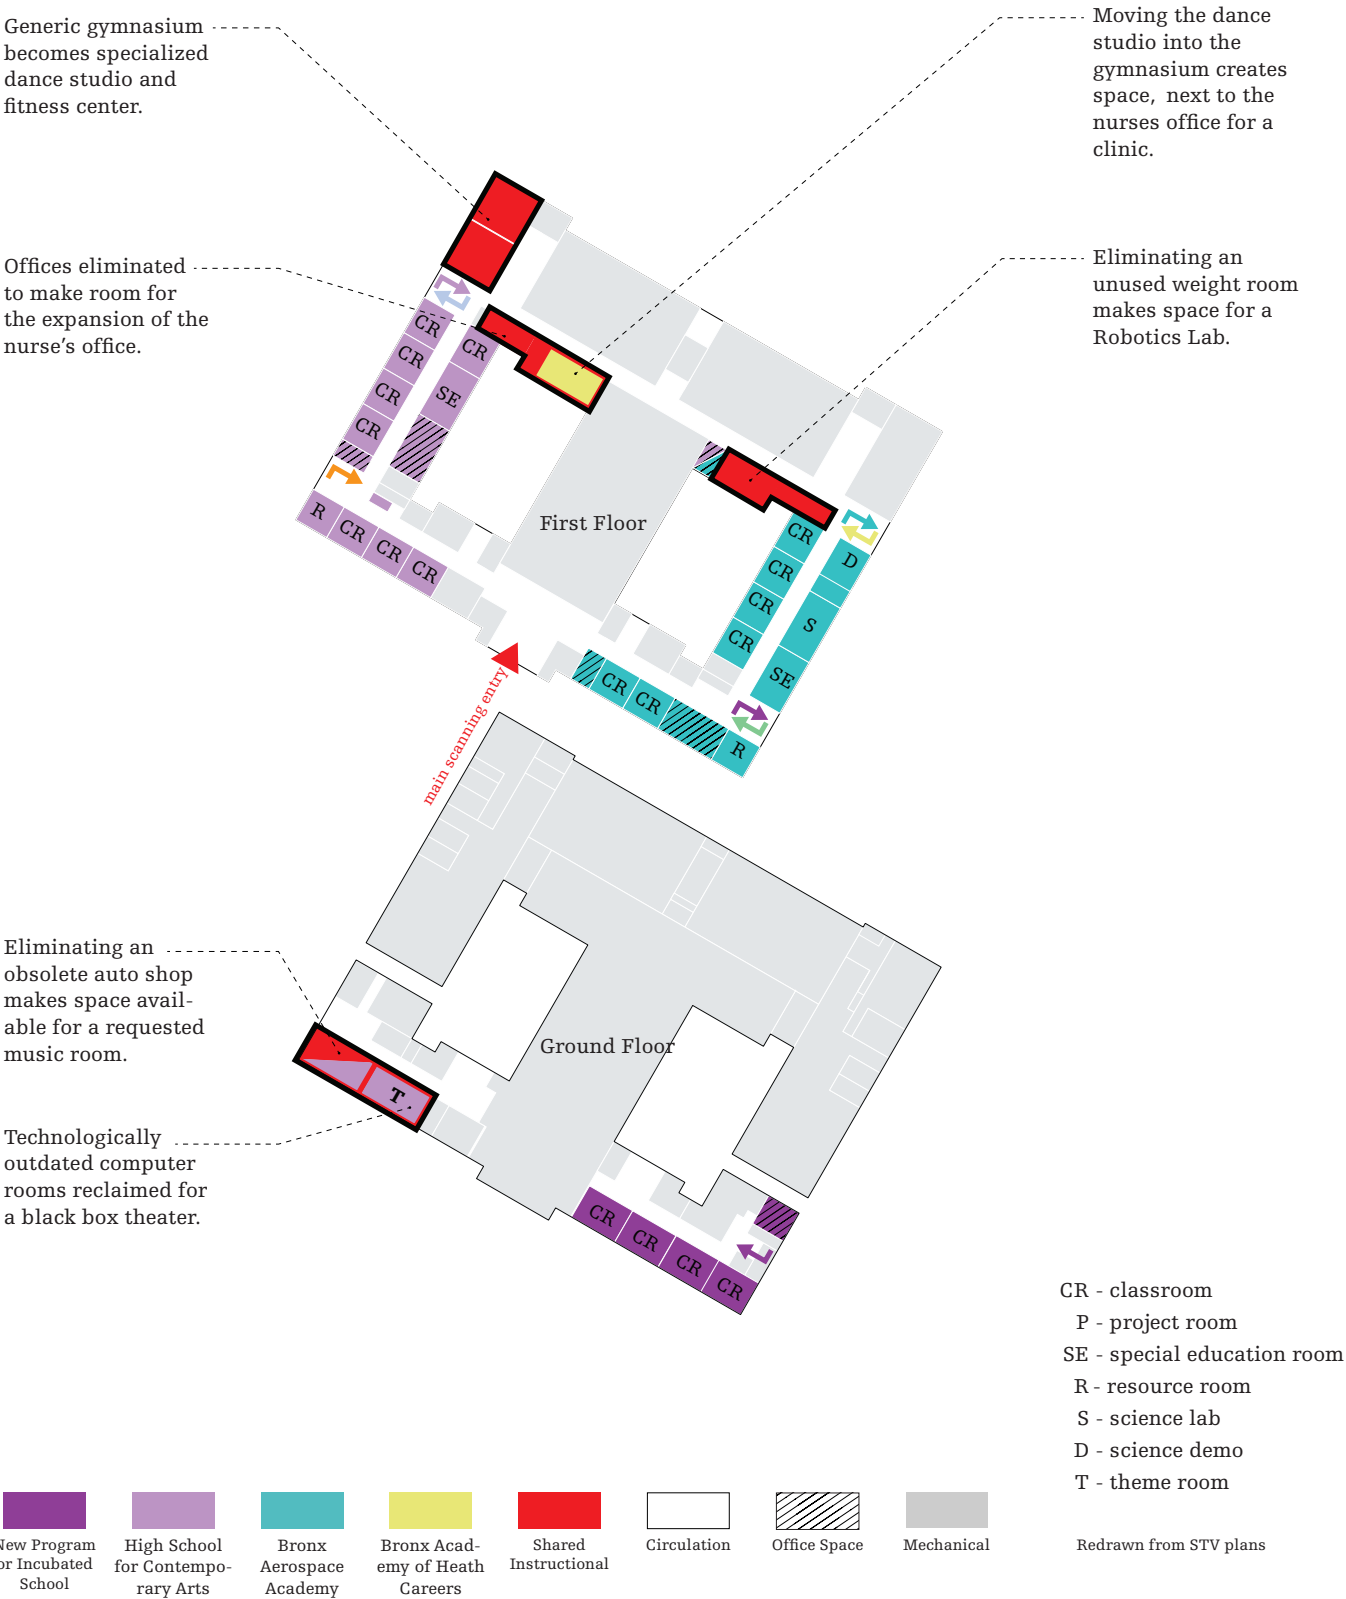 Generic gymnasium
becomes specialized
dance studio and
fitness center.
Moving the dance
studio into the
gymnasium creates
space, next to the
nurses office for a
clinic.
Offices eliminated
to make room for
the expansion of the
nurse's office.
Eliminating an
unused weight room
makes space for a
Robotics Lab.
CR
CR
CR
CR
CR
SE
R
CR
CR
CR
First Floor
CR
CR
CR
CR
D
S
SE
CR
CR
R
main scanning entry
Eliminating an
obsolete auto shop
makes space avail-
able for a requested
music room.
Ground Floor
T
Technologically
outdated computer
rooms reclaimed for
a black box theater.
CR
CR
CR
CR
CR - classroom
P - project room
SE - special education room
R - resource room
S - science lab
D - science demo
T - theme room
New Program
or Incubated
School
High School
for Contempo-
rary Arts
Bronx
Aerospace
Academy
Bronx Acad-
emy of Heath
Careers
Shared
Instructional
Circulation
Office Space
Mechanical
Redrawn from STV plans